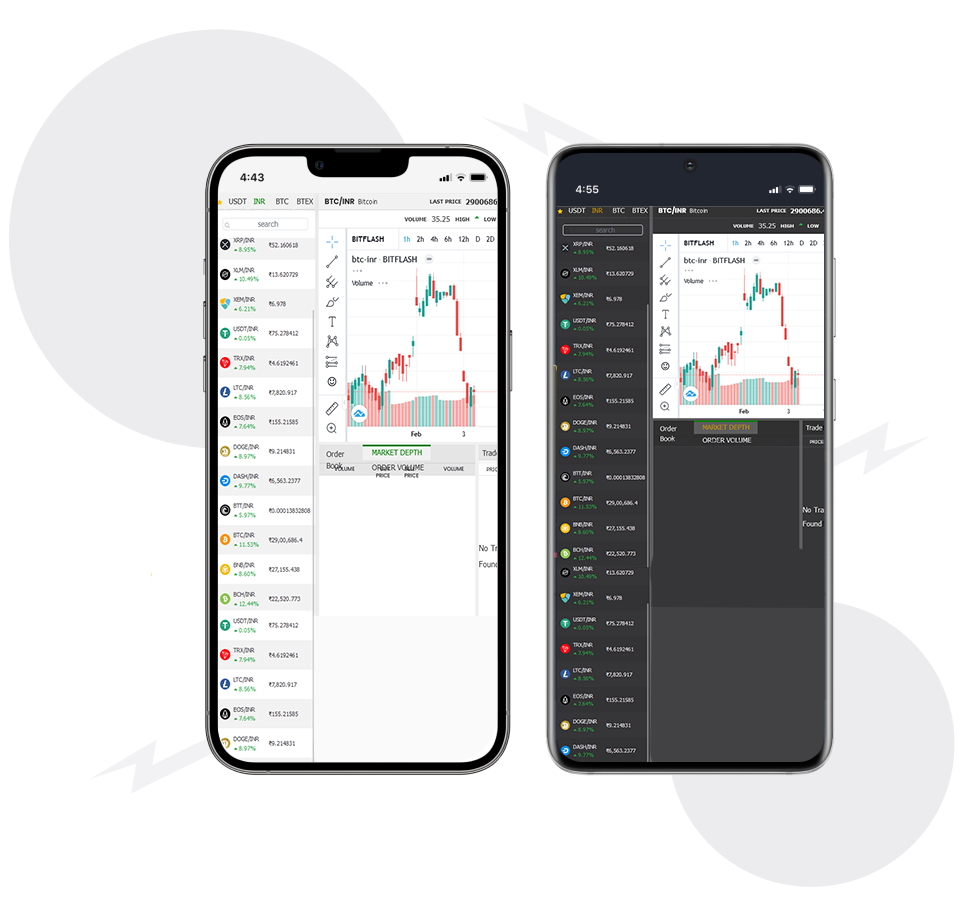 4:43
USDT INR BTC BTEX
search
XRP/INR
8.95% ₹52.160618
XLM/INR
10.49% ₹13.620729
XEM/INR
6.21% ₹6.978
USDT/INR
0.05% ₹75.278412
TRX/INR
7.94% ₹4.6192461
LTC/INR
8.56% ₹7,820.917
EOS/INR
7.64% ₹155.21585
DOGE/INR
8.97% ₹9.214831
DASH/INR
9.77% ₹6,563.2377
BTT/INR
5.97% ₹0.00013832808
BTC/INR
11.53% ₹29,00,686.4
BNB/INR
8.60% ₹27,155.438
BCH/INR
12.44% ₹22,520.773
USDT/INR
0.05% ₹75.278412
TRX/INR
7.94% ₹4.6192461
LTC/INR
8.56% ₹7,820.917
EOS/INR
7.64% ₹155.21585
DOGE/INR
8.97% ₹9.214831
BTC/INR Bitcoin LAST PRICE 2900686
VOLUME 35.25 HIGH LOW
BITFLASH 1h 2h 4h 6h 12h D 2D
btc-inr · BITFLASH
Volume
Feb 3
Order Book
MARKET DEPTH
ORDER VOLUME
VOLUME PRICE PRICE VOLUME
Trade
PRIC
No Tr
Found
4:55
USDT INR BTC BTEX
search
XRP/INR
8.95% ₹52.160618
XLM/INR
10.49% ₹13.620729
XEM/INR
6.21% ₹6.978
USDT/INR
0.05% ₹75.278412
TRX/INR
7.94% ₹4.6192461
LTC/INR
8.56% ₹7,820.917
EOS/INR
7.64% ₹155.21585
DOGE/INR
8.97% ₹9.214831
DASH/INR
9.77% ₹6,563.2377
BTT/INR
5.97% ₹0.00013832808
BTC/INR
11.53% ₹29,00,686.4
BNB/INR
8.60% ₹27,155.438
BCH/INR
12.44% ₹22,520.773
XLM/INR
10.49% ₹13.620729
XEM/INR
6.21% ₹6.978
USDT/INR
0.05% ₹75.278412
TRX/INR
7.94% ₹4.6192461
LTC/INR
8.56% ₹7,820.917
EOS/INR
7.64% ₹155.21585
DOGE/INR
8.97% ₹9.214831
DASH/INR
9.77% ₹6,563.2377
BTC/INR Bitcoin LAST PRICE 2900686.4
VOLUME 35.25 HIGH LOW
BITFLASH 1h 2h 4h 6h 12h D 2D
btc-inr · BITFLASH
Volume
Feb 3
Order Book
MARKET DEPTH
ORDER VOLUME
Trade
PRICE
No Tra
Found